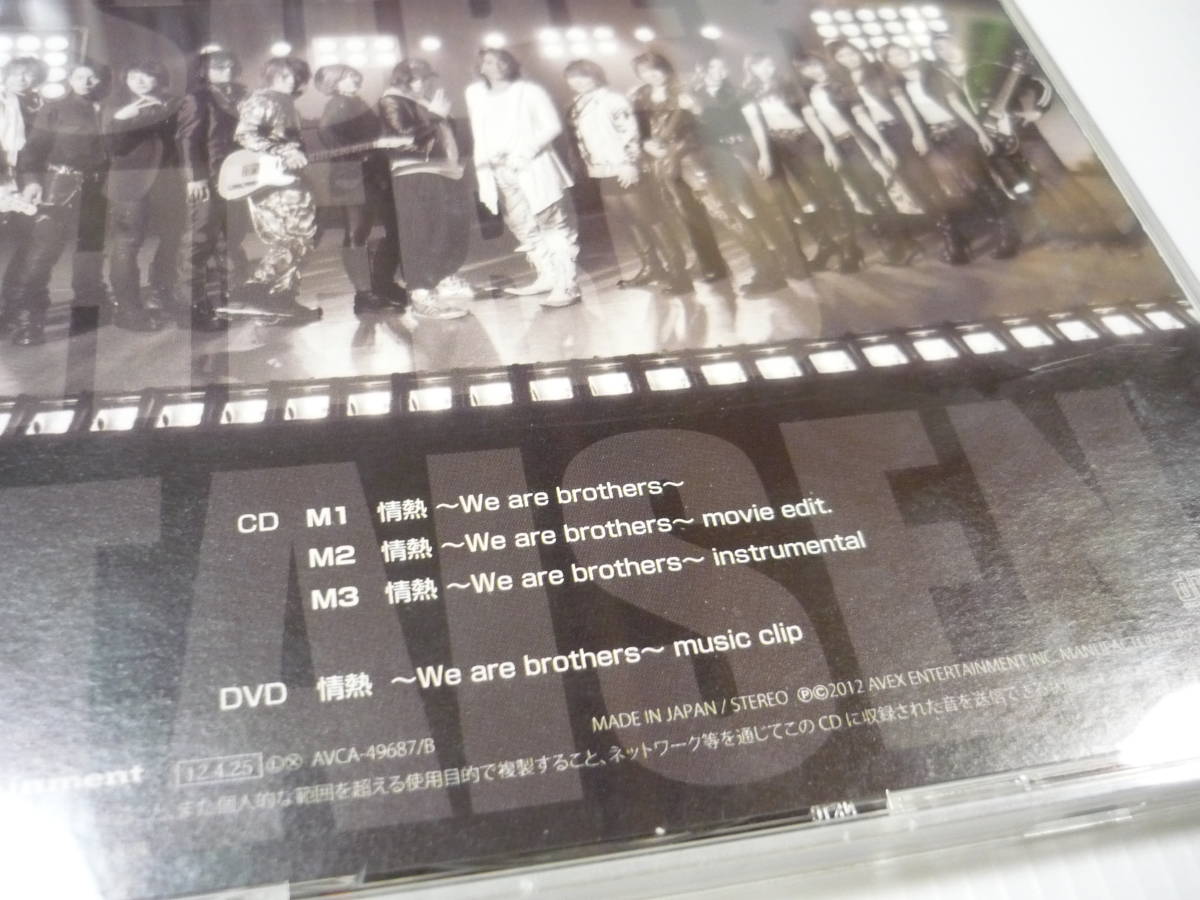 TAISEN
CD M1 情熱 ~We are brothers~
M2 情熱 ~We are brothers~ movie edit.
M3 情熱 ~We are brothers~ instrumental
DVD 情熱 ~We are brothers~ music clip
MADE IN JAPAN / STEREO ℗©2012 AVEX ENTERTAINMENT INC.
12.4.25 AVCA-49687/B
また個人的な範囲を超える使用目的で複製すること、ネットワーク等を通じてこのCDに収録された音を送信できる